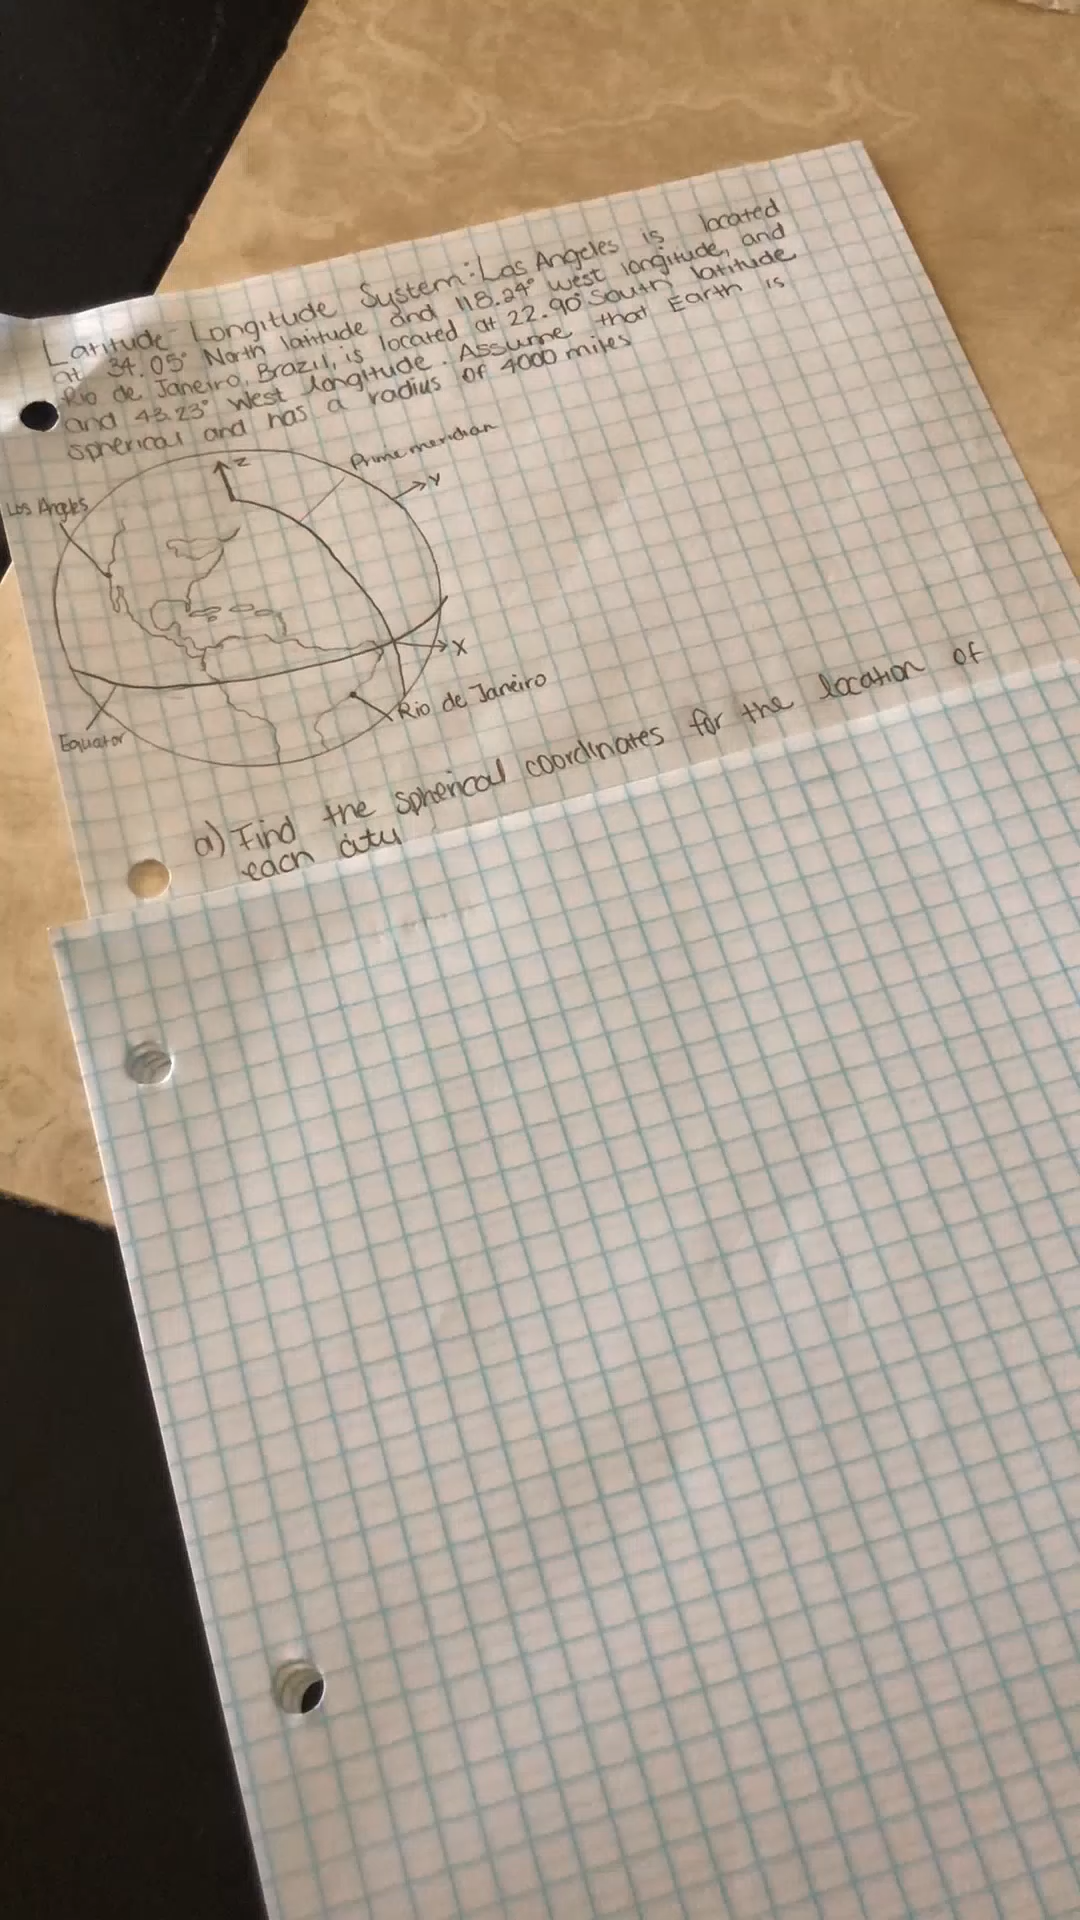 Latitude-Longitude System: Los Angeles is located
at 34.05° North latitude and 118.24° west longitude, and
Rio de Janeiro, Brazil, is located at 22.90° South latitude
and 43.23° West longitude. Assume that Earth is
spherical and has a radius of 4000 miles
Prime meridian
Z
Y
Los Angeles
X
Rio de Janeiro
Equator
a) Find the spherical coordinates for the location of
each city